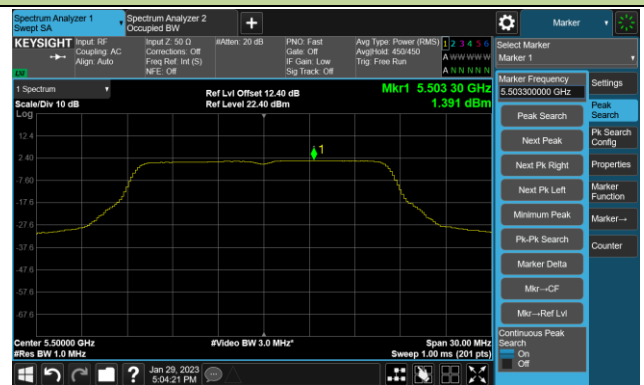 Spectrum Analyzer 1
Swept SA
Spectrum Analyzer 2
Occupied BW
Marker
KEYSIGHT
Input: RF
Coupling: AC
Align: Auto
Input Z: 50 Ω
Corrections: Off
Freq Ref: Int (S)
NFE: Off
#Atten: 20 dB
PNO: Fast
Gate: Off
IF Gain: Low
Sig Track: Off
Avg Type: Power (RMS)
Avg|Hold: 450/450
Trig: Free Run
1 2 3 4 5 6
A W W W W W
A N N N N N
Select Marker
Marker 1
1 Spectrum
Scale/Div 10 dB
Ref Lvl Offset 12.40 dB
Ref Level 22.40 dBm
Mkr1 5.503 30 GHz
1.391 dBm
Log
12.4
2.40
-7.60
-17.6
-27.6
-37.6
-47.6
-57.6
-67.6
1
Center 5.50000 GHz
#Res BW 1.0 MHz
#Video BW 3.0 MHz*
Span 30.00 MHz
Sweep 1.00 ms (201 pts)
Marker Frequency
5.503300000 GHz
Peak Search
Next Peak
Next Pk Right
Next Pk Left
Minimum Peak
Pk-Pk Search
Marker Delta
Mkr→CF
Mkr→Ref Lvl
Continuous Peak
Search
On
Off
Settings
Peak
Search
Pk Search
Config
Properties
Marker
Function
Marker→
Counter
?
Jan 29, 2023
5:04:21 PM